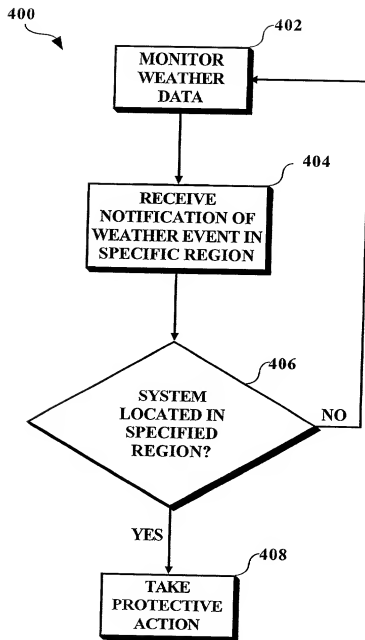 400
402
MONITOR
WEATHER
DATA
404
RECEIVE
NOTIFICATION OF
WEATHER EVENT IN
SPECIFIC REGION
406
SYSTEM
LOCATED IN
SPECIFIED
REGION?
NO
YES
408
TAKE
PROTECTIVE
ACTION